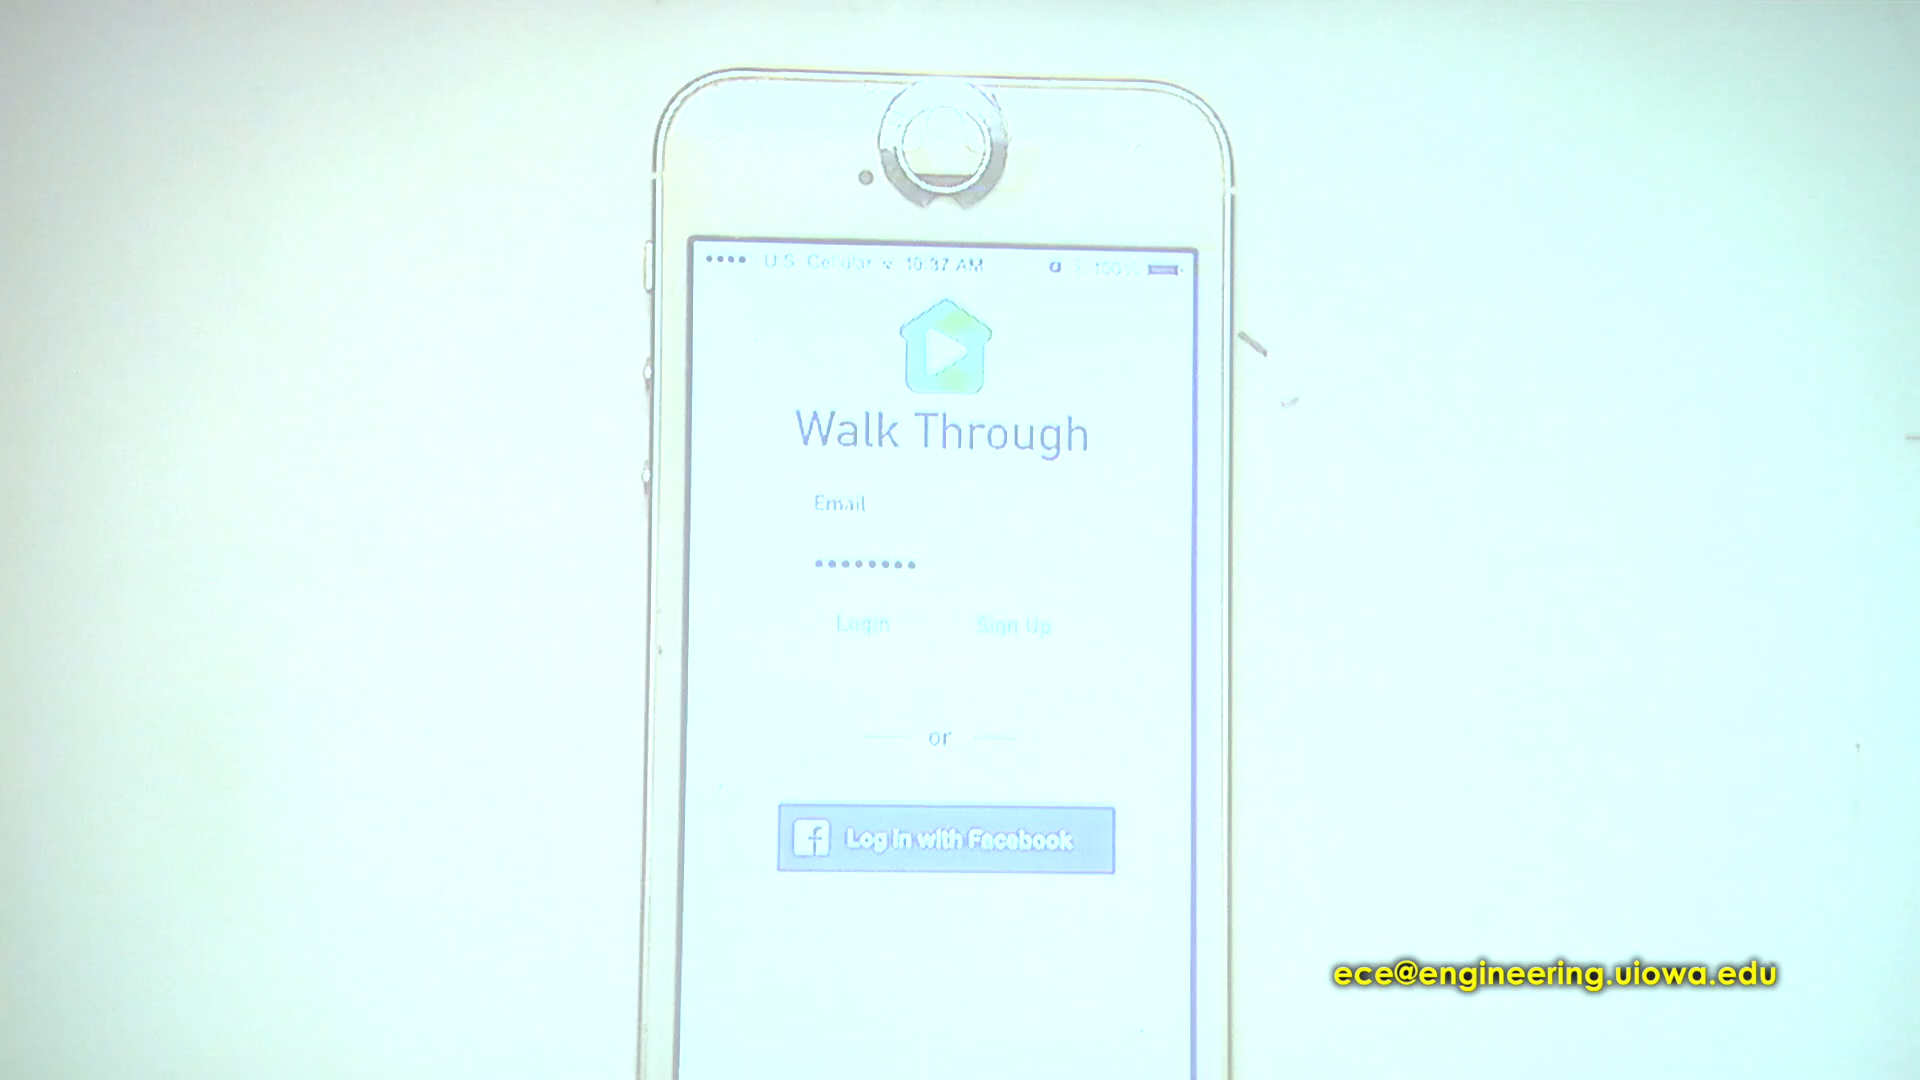 U.S. Cellular 10:37 AM 100%
Walk Through
Email
Login Sign Up
or
f Log in with Facebook
ece@engineering.uiowa.edu